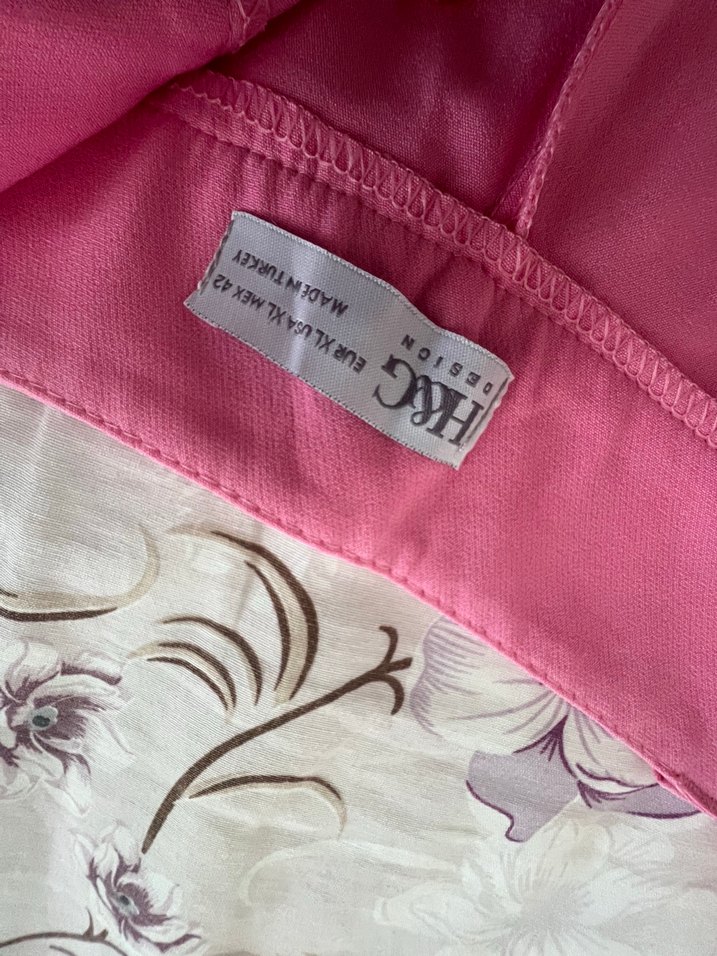 H&G
DESIGN
EUR XL USA XL MEX 42
MADE IN TURKEY